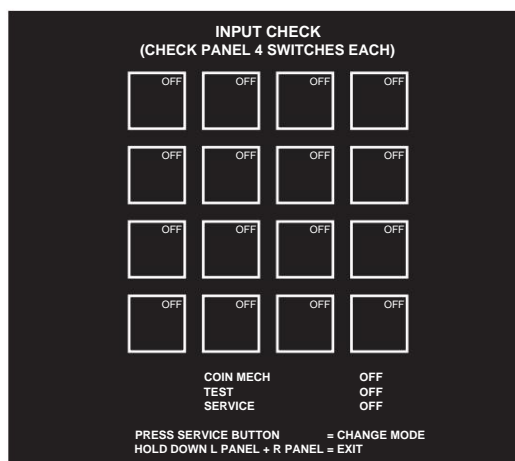 INPUT CHECK
(CHECK PANEL 4 SWITCHES EACH)
OFF OFF OFF OFF
OFF OFF OFF OFF
OFF OFF OFF OFF
OFF OFF OFF OFF
COIN MECH OFF
TEST OFF
SERVICE OFF
PRESS SERVICE BUTTON = CHANGE MODE
HOLD DOWN L PANEL + R PANEL = EXIT